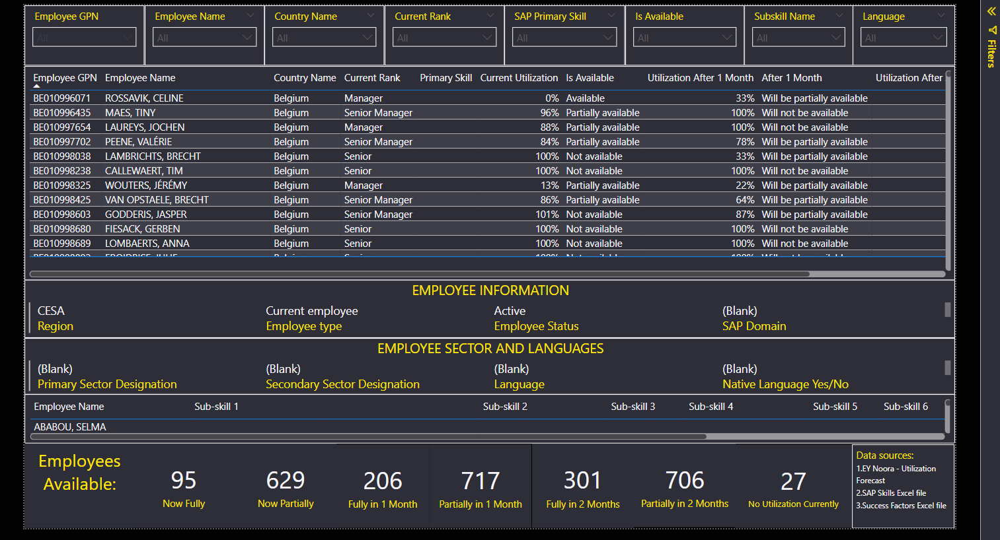 Employee GPN Employee Name Country Name Current Rank SAP Primary Skill Is Available Subskill Name Language
All All All All All All All All
Filters
Employee GPN Employee Name Country Name Current Rank Primary Skill Current Utilization Is Available Utilization After 1 Month After 1 Month Utilization After
BE010996071 ROSSAVIK, CELINE Belgium Manager 0% Available 33% Will be partially available
BE010996435 MAES, TINY Belgium Senior Manager 96% Partially available 100% Will not be available
BE010997654 LAUREYS, JOCHEN Belgium Manager 88% Partially available 100% Will not be available
BE010997702 PEENE, VALÉRIE Belgium Senior Manager 84% Partially available 78% Will be partially available
BE010998038 LAMBRICHTS, BRECHT Belgium Senior 100% Not available 33% Will be partially available
BE010998238 CALLEWAERT, TIM Belgium Senior 100% Not available 100% Will not be available
BE010998325 WOUTERS, JÉRÉMY Belgium Manager 13% Partially available 22% Will be partially available
BE010998425 VAN OPSTAELE, BRECHT Belgium Senior Manager 86% Partially available 64% Will be partially available
BE010998603 GODDERIS, JASPER Belgium Senior Manager 101% Not available 87% Will be partially available
BE010998680 FIESACK, GERBEN Belgium Senior 100% Not available 100% Will not be available
BE010998689 LOMBAERTS, ANNA Belgium Senior 100% Not available 100% Will not be available
EMPLOYEE INFORMATION
CESA Current employee Active (Blank)
Region Employee type Employee Status SAP Domain
EMPLOYEE SECTOR AND LANGUAGES
(Blank) (Blank) (Blank) (Blank)
Primary Sector Designation Secondary Sector Designation Language Native Language Yes/No
Employee Name Sub-skill 1 Sub-skill 2 Sub-skill 3 Sub-skill 4 Sub-skill 5 Sub-skill 6
ABABOU, SELMA
Employees
Available:
95 629 206 717 301 706 27
Now Fully Now Partially Fully in 1 Month Partially in 1 Month Fully in 2 Months Partially in 2 Months No Utilization Currently
Data sources:
1.EY Noora - Utilization
Forecast
2.SAP Skills Excel file
3.Success Factors Excel file